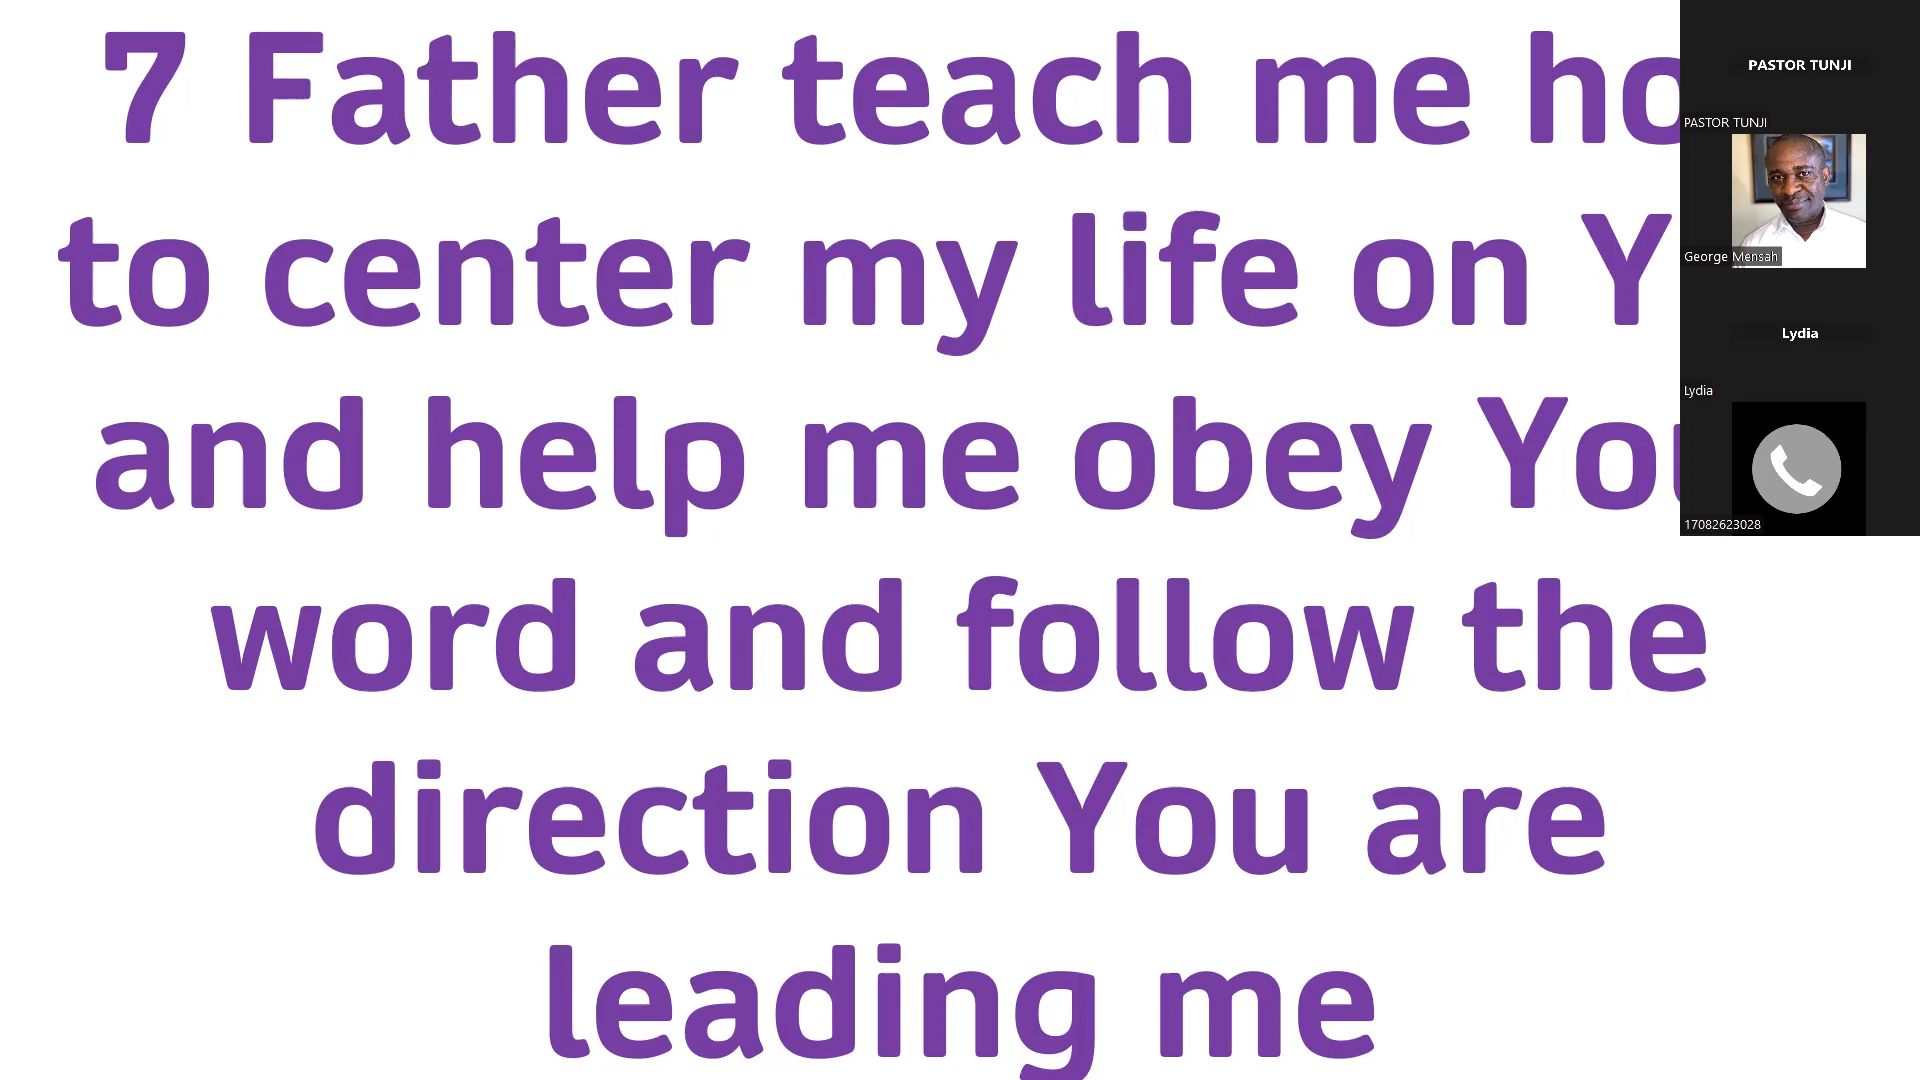 7 Father teach me ho
to center my life on Y
and help me obey You
word and follow the
direction You are
leading me
PASTOR TUNJI
PASTOR TUNJI
George Mensah
Lydia
Lydia
17082623028